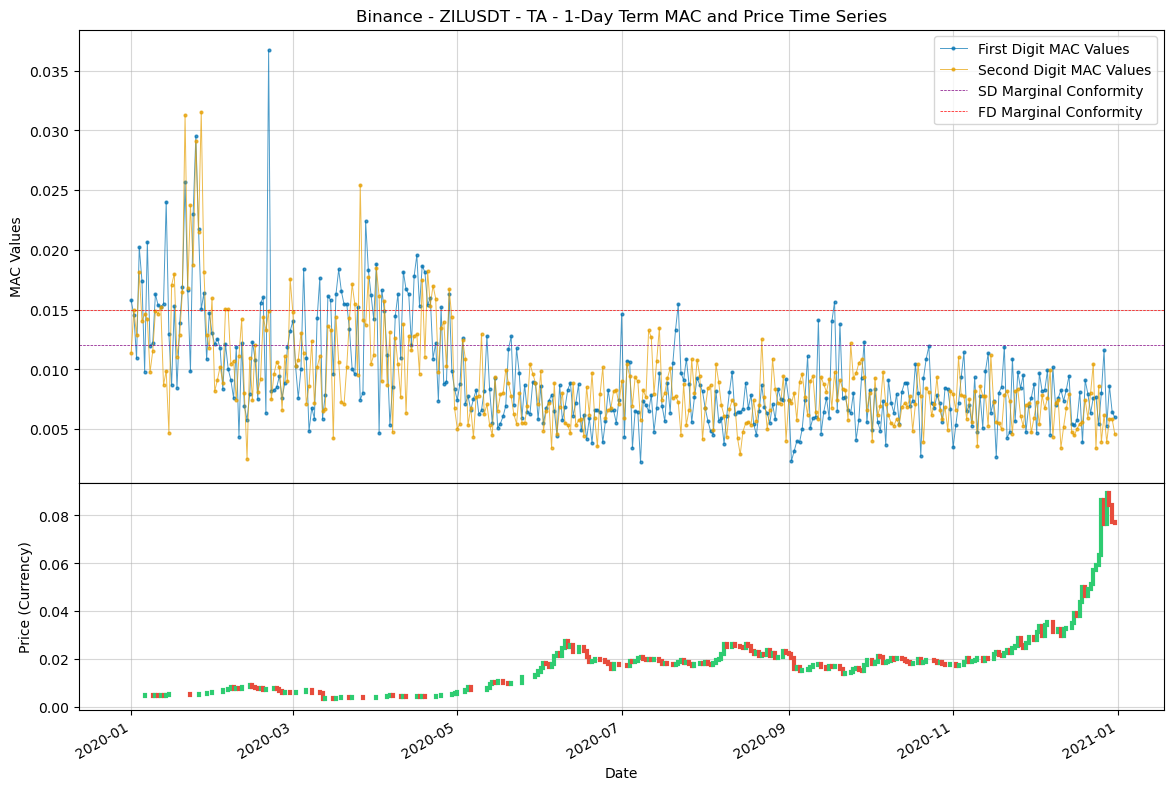 Binance - ZILUSDT - TA - 1-Day Term MAC and Price Time Series
First Digit MAC Values
Second Digit MAC Values
SD Marginal Conformity
FD Marginal Conformity
MAC Values
0.035
0.030
0.025
0.020
0.015
0.010
0.005
Price (Currency)
0.08
0.06
0.04
0.02
0.00
2020-01
2020-03
2020-05
2020-07
2020-09
2020-11
2021-01
Date